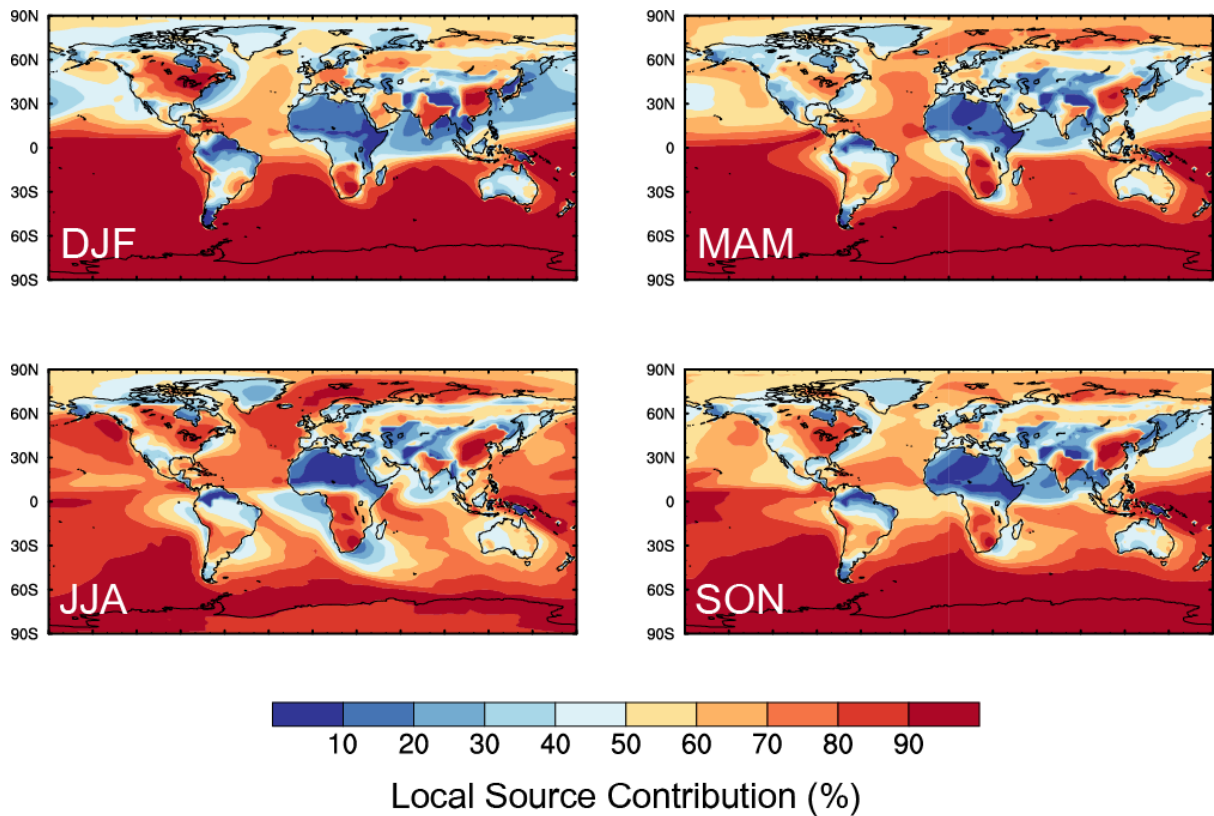 90N 90N
60N 60N
30N 30N
0 0
30S 30S
60S DJF 60S MAM
90S 90S
90N 90N
60N 60N
30N 30N
0 0
30S 30S
60S JJA 60S SON
90S 90S
10 20 30 40 50 60 70 80 90
Local Source Contribution (%)